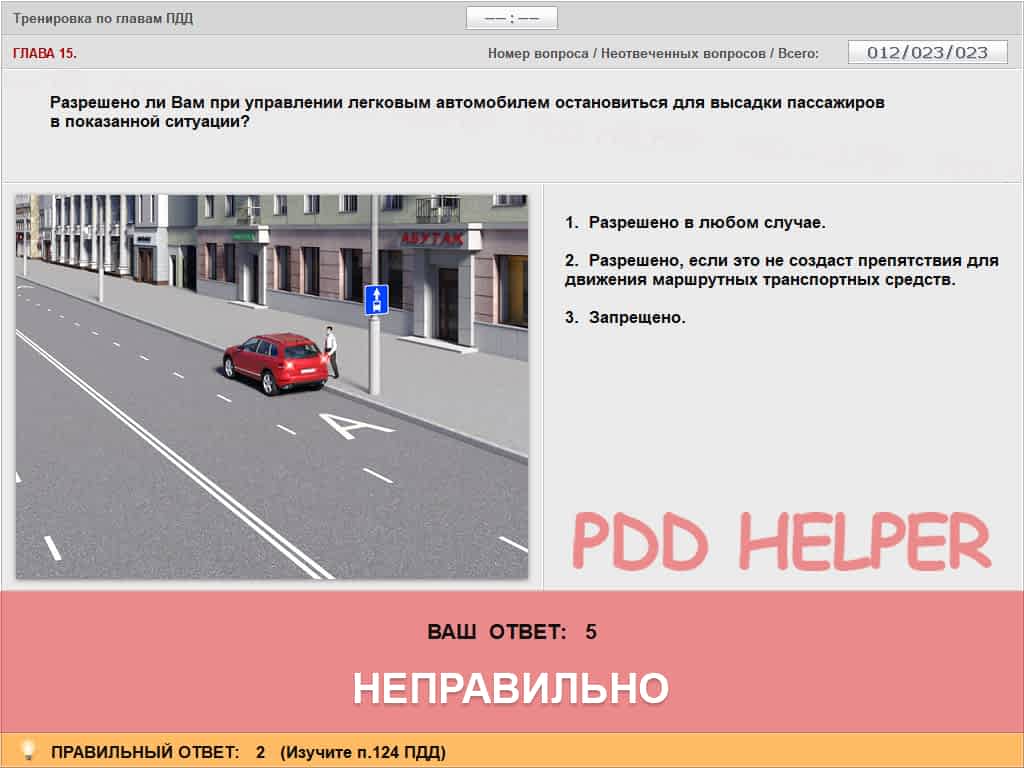 Тренировка по главам ПДД
–– : ––
ГЛАВА 15.
Номер вопроса / Неотвеченных вопросов / Всего:
012/023/023
Разрешено ли Вам при управлении легковым автомобилем остановиться для высадки пассажиров
в показанной ситуации?
АБУТАК
А
1. Разрешено в любом случае.
2. Разрешено, если это не создаст препятствия для
движения маршрутных транспортных средств.
3. Запрещено.
PDD HELPER
ВАШ ОТВЕТ: 5
НЕПРАВИЛЬНО
ПРАВИЛЬНЫЙ ОТВЕТ: 2 (Изучите п.124 ПДД)